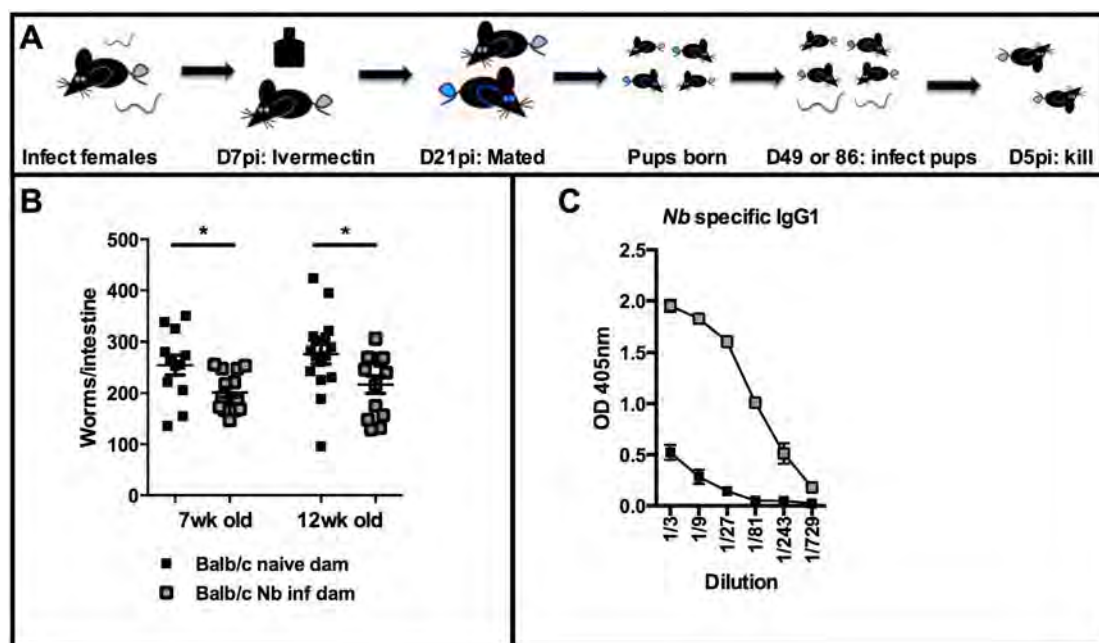 A
Infect females
D7pi: Ivermectin
D21pi: Mated
Pups born
D49 or 86: infect pups
D5pi: kill
B
*
*
Worms/intestine
500
400
300
200
100
0
7wk old
12wk old
Balb/c naive dam
Balb/c Nb inf dam
C
Nb specific IgG1
OD 405nm
2.5
2.0
1.5
1.0
0.5
0.0
1/3
1/9
1/27
1/81
1/243
1/729
Dilution